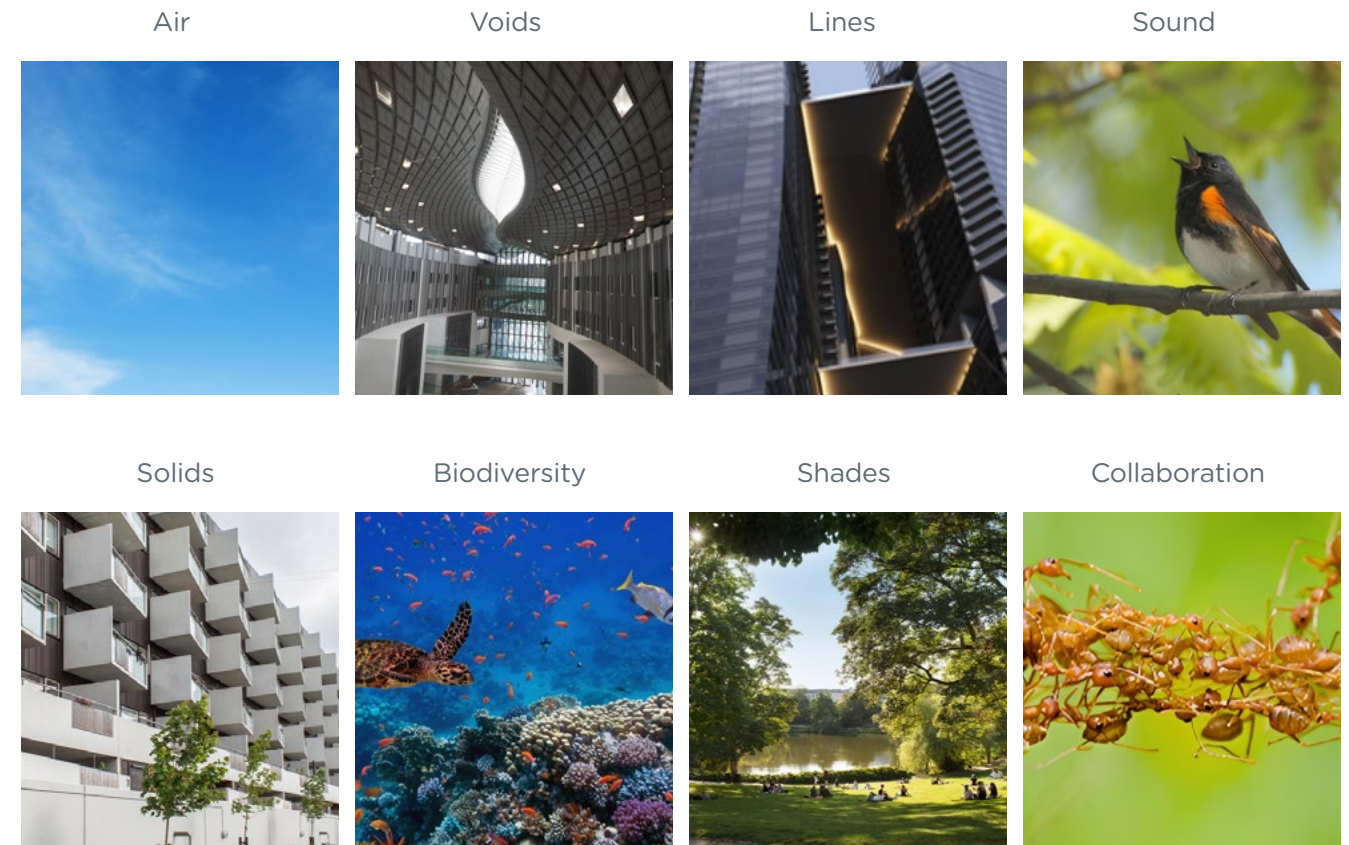 Air
Voids
Lines
Sound
Solids
Biodiversity
Shades
Collaboration